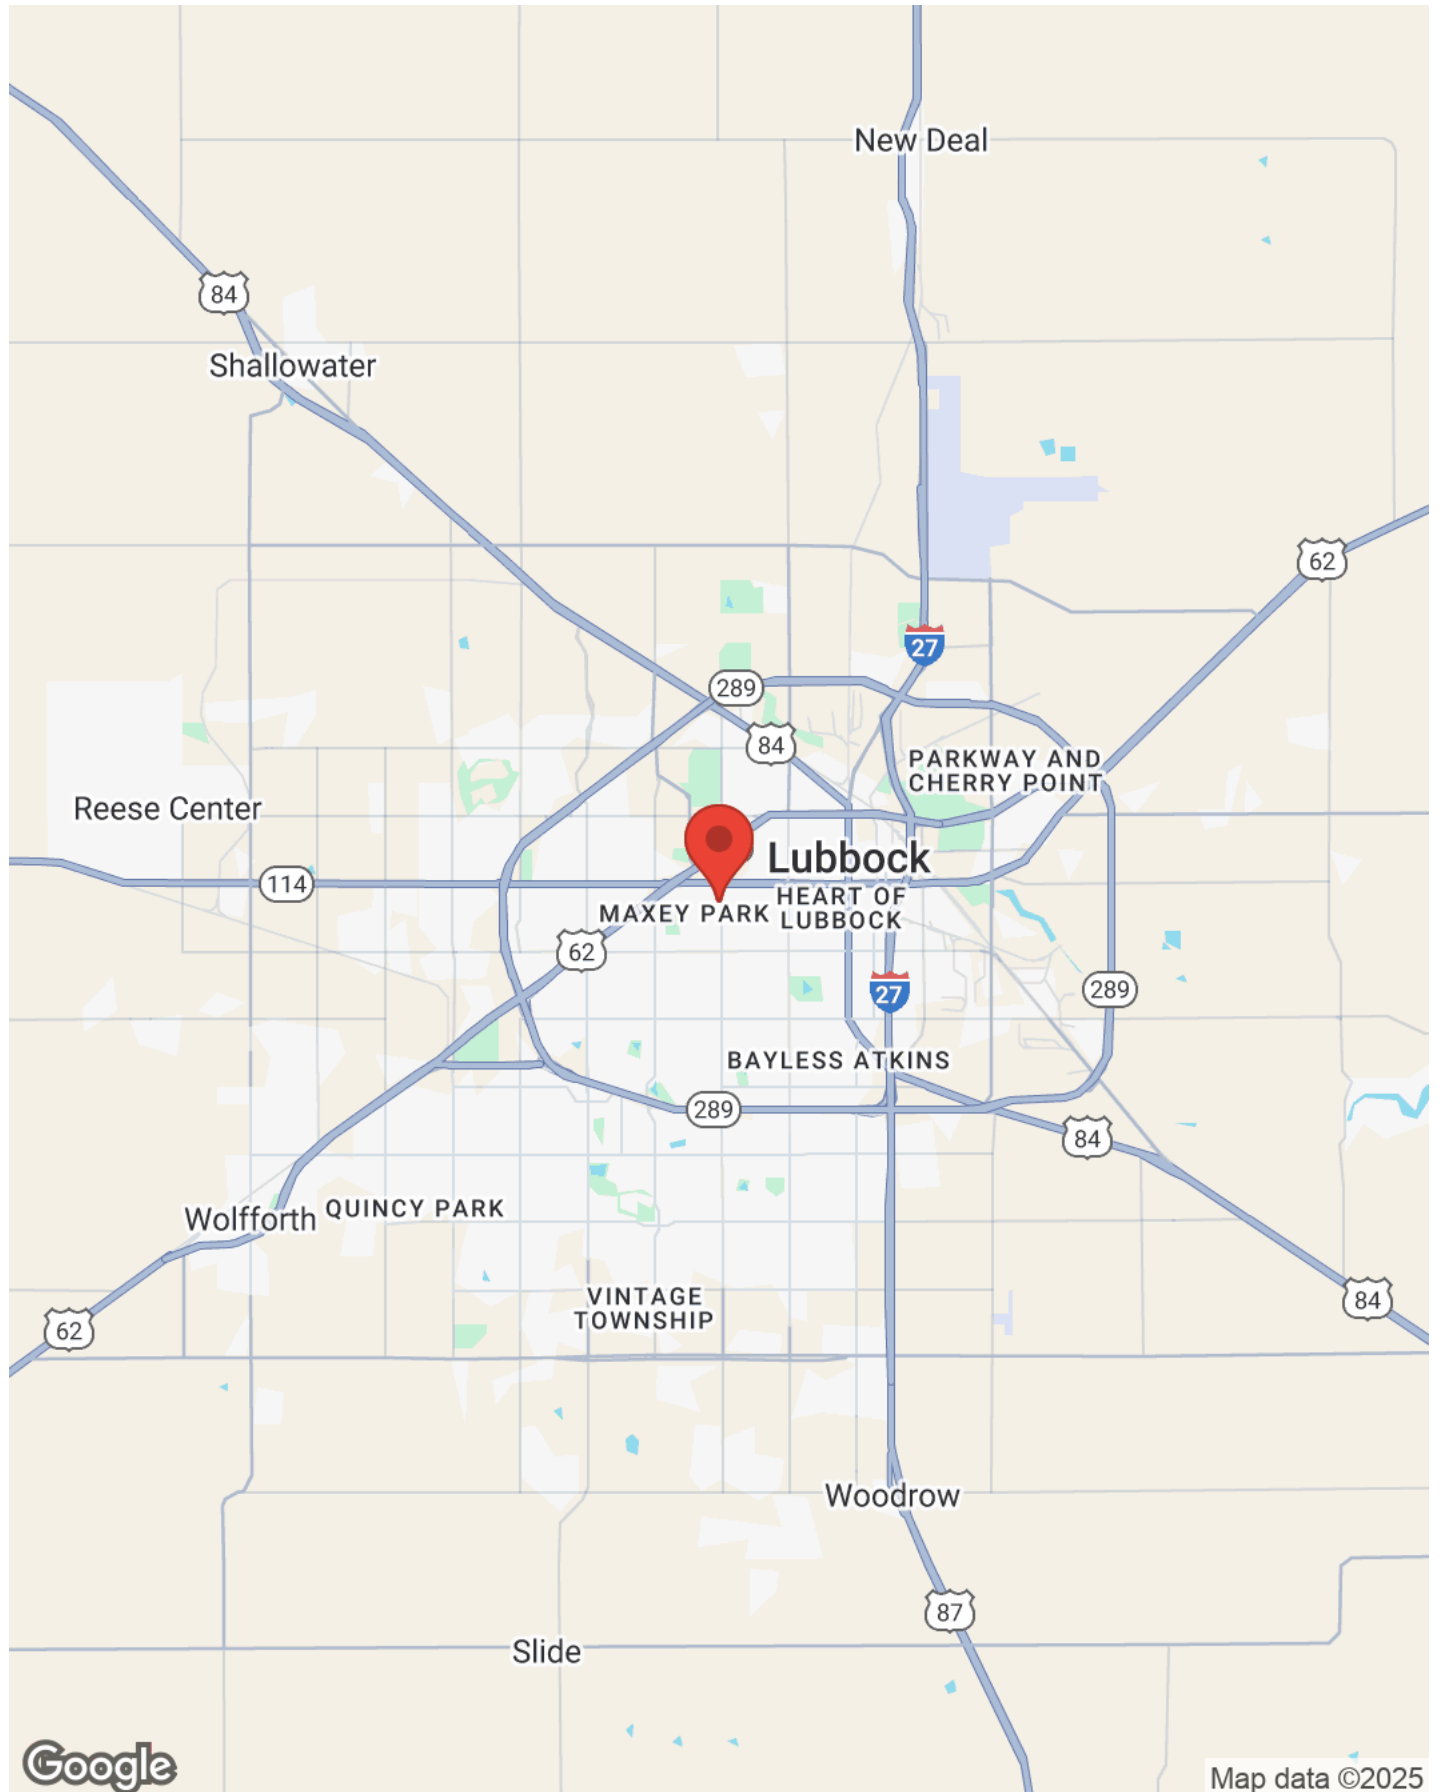 New Deal
84
Shallowater
62
27
289
84
PARKWAY AND
CHERRY POINT
Reese Center
Lubbock
114
HEART OF
LUBBOCK
MAXEY PARK
62
27
289
BAYLESS ATKINS
289
84
QUINCY PARK
Wolfforth
VINTAGE
TOWNSHIP
84
62
Woodrow
87
Slide
Google
Map data ©2025